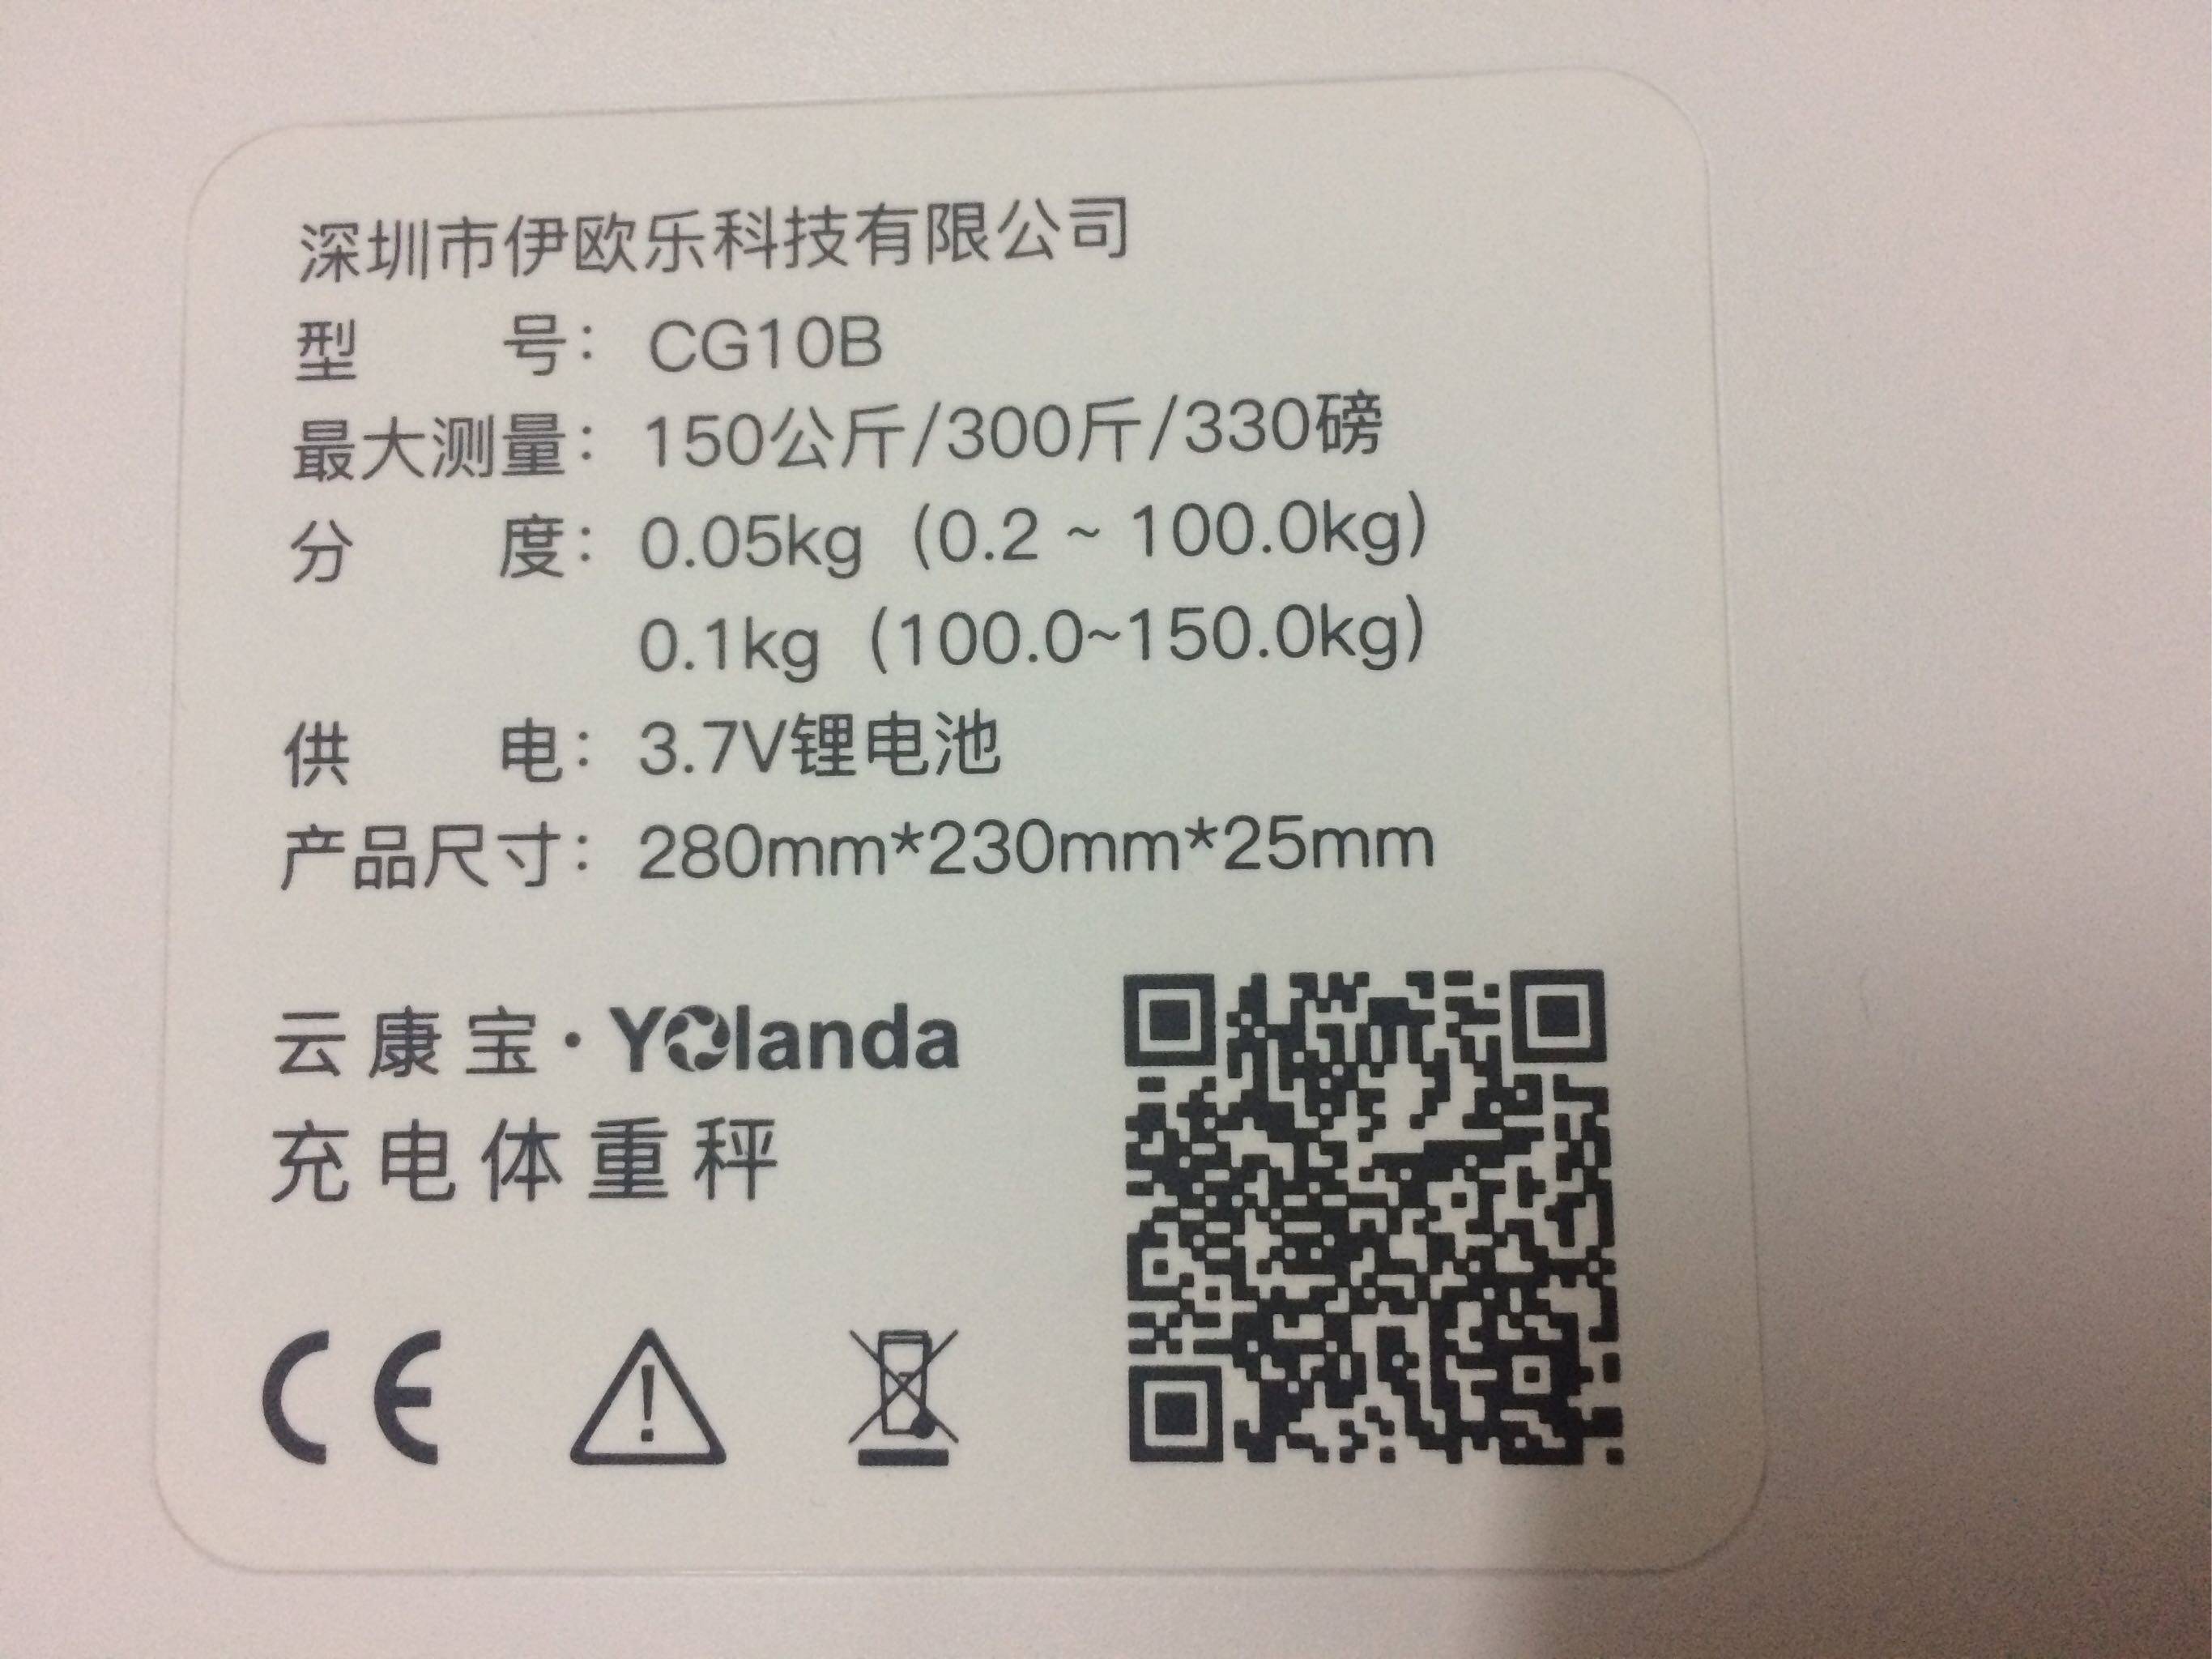 深圳市伊欧乐科技有限公司
型 号： CG10B
最大测量： 150公斤/300斤/330磅
分 度： 0.05kg（0.2 ~ 100.0kg）
0.1kg（100.0~150.0kg）
供 电： 3.7V锂电池
产品尺寸： 280mm*230mm*25mm
云康宝·Yolanda
充电体重秤
CE